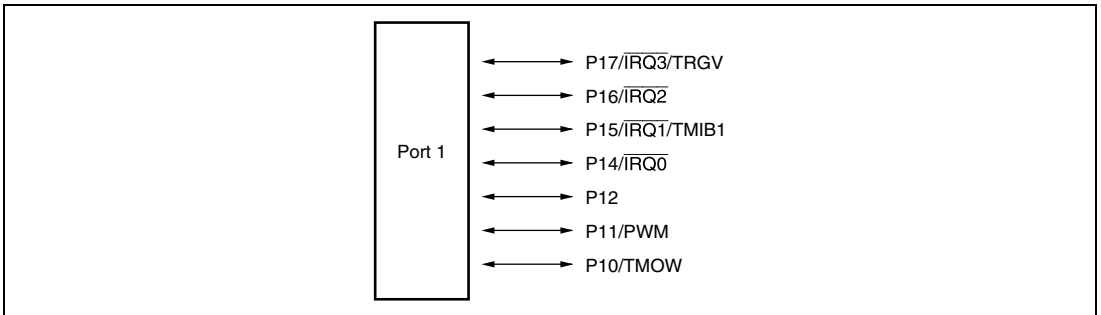 Port 1
P17/IRQ3/TRGV
P16/IRQ2
P15/IRQ1/TMIB1
P14/IRQ0
P12
P11/PWM
P10/TMOW